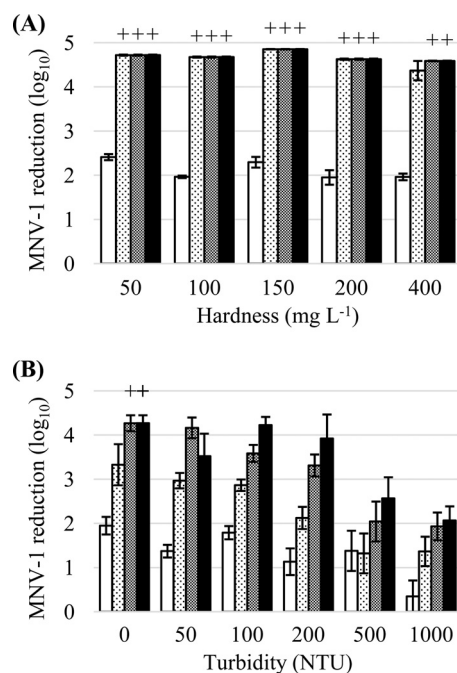 (A)
+++ +++ +++ +++ ++
MNV-1 reduction (log10)
5
4
3
2
1
0
50 100 150 200 400
Hardness (mg L-1)
(B)
++
MNV-1 reduction (log10)
5
4
3
2
1
0
0 50 100 200 500 1000
Turbidity (NTU)